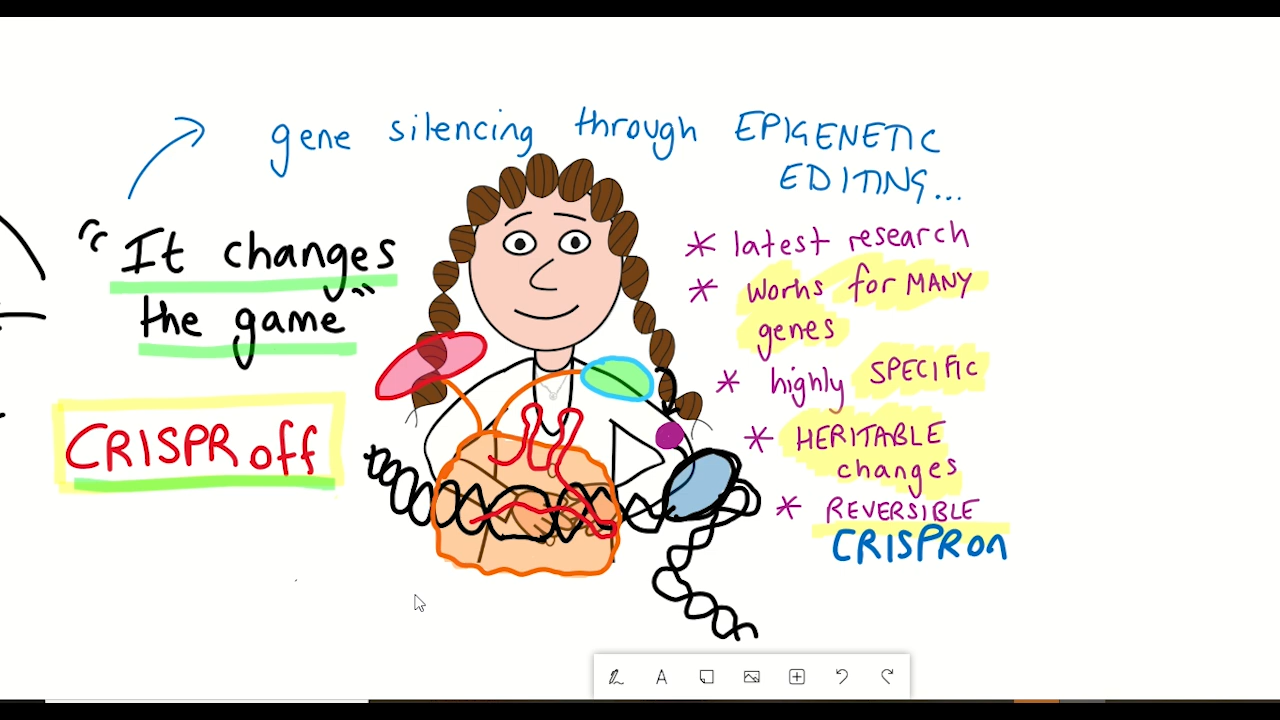 gene silencing through EPIGENETIC
EDITING...
"It changes
the game"
CRISPRoff
* latest research
* works for MANY
genes
* highly SPECIFIC
* HERITABLE
changes
* REVERSIBLE
CRISPRon
A